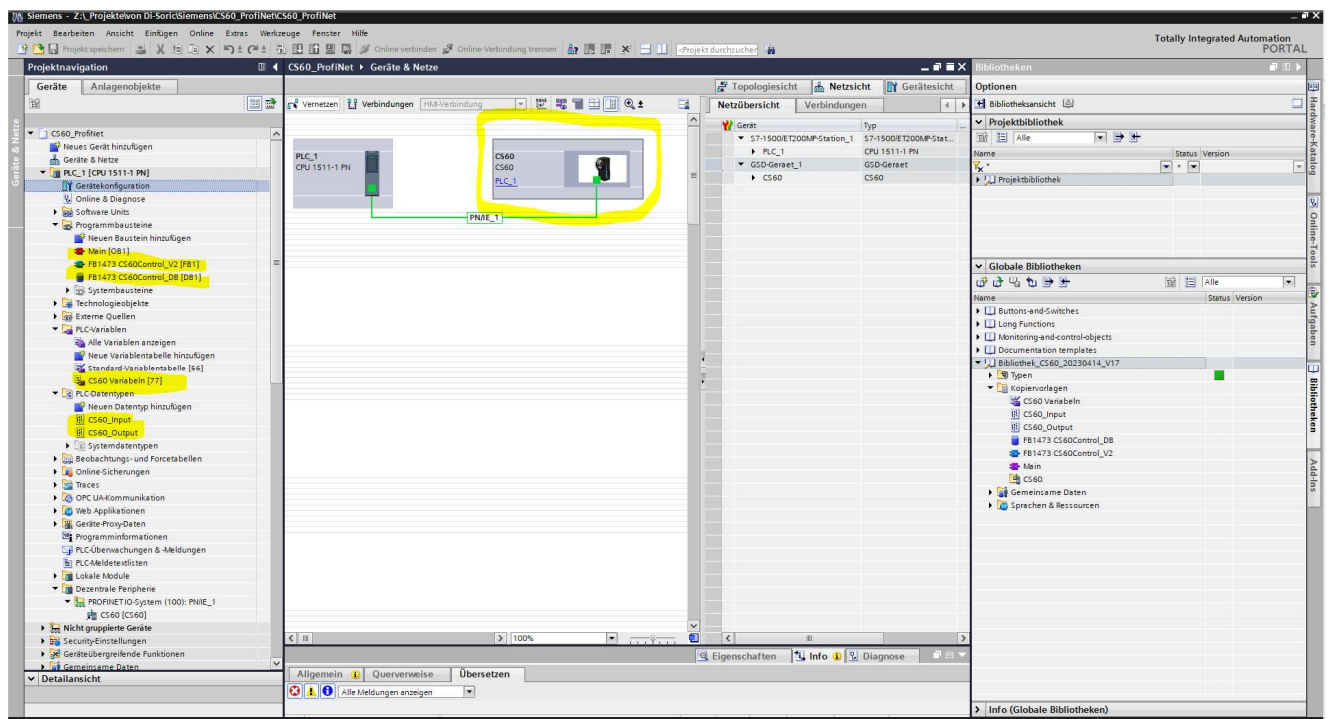 Siemens - Z:\_Projekte\von Di-Soric\Siemens\CS60_ProfiNet\CS60_ProfiNet
Projekt Bearbeiten Ansicht Einfügen Online Extras Werkzeuge Fenster Hilfe
Projekt speichern Online verbinden Online-Verbindung trennen <Projekt durchsuchen
Totally Integrated Automation
PORTAL
Projektnavigation
Geräte Anlagenobjekte
Geräte & Netze
CS60_ProfiNet
Neues Gerät hinzufügen
Geräte & Netze
PLC_1 [CPU 1511-1 PN]
Gerätekonfiguration
Online & Diagnose
Software Units
Programmbausteine
Neuen Baustein hinzufügen
Main [OB1]
FB1473 CS60Control_V2 [FB1]
FB1473 CS60Control_DB [DB1]
Systembausteine
Technologieobjekte
Externe Quellen
PLC-Variablen
Alle Variablen anzeigen
Neue Variablentabelle hinzufügen
Standard-Variablentabelle [66]
CS60 Variabeln [77]
PLC-Datentypen
Neuen Datentyp hinzufügen
CS60_Input
CS60_Output
Systemdatentypen
Beobachtungs- und Forcetabellen
Online-Sicherungen
Traces
OPC UA-Kommunikation
Web Applikationen
Geräte-Proxy-Daten
Programminformationen
PLC-Überwachungen & -Meldungen
PLC-Meldetextlisten
Lokale Module
Dezentrale Peripherie
PROFINET IO-System (100): PN/IE_1
CS60 [CS60]
Nicht gruppierte Geräte
Security-Einstellungen
Geräteübergreifende Funktionen
Gemeinsame Daten
Detailansicht
CS60_ProfiNet Geräte & Netze
Topologiesicht Netzsicht Gerätesicht
Vernetzen Verbindungen HMI-Verbindung
PLC_1
CPU 1511-1 PN
CS60
CS60
PLC_1
PN/IE_1
100%
Netzübersicht Verbindungen
Gerät Typ
S7-1500/ET200MP-Station_1 S7-1500/ET200MP-Stat...
PLC_1 CPU 1511-1 PN
GSD-Geraet_1 GSD-Geraet
CS60 CS60
Eigenschaften Info Diagnose
Allgemein Querverweise Übersetzen
Alle Meldungen anzeigen
Bibliotheken
Optionen
Bibliotheksansicht
Projektbibliothek
Alle
Name Status Version
Projektbibliothek
Globale Bibliotheken
Alle
Name Status Version
Buttons-and-Switches
Long Functions
Monitoring-and-control-objects
Documentation templates
Bibliothek_CS60_20230414_V17
Typen
Kopiervorlagen
CS60 Variabeln
CS60_Input
CS60_Output
FB1473 CS60Control_DB
FB1473 CS60Control_V2
Main
CS60
Gemeinsame Daten
Sprachen & Ressourcen
Info (Globale Bibliotheken)
Hardware-Katalog
Online-Tools
Aufgaben
Bibliotheken
Add-Ins